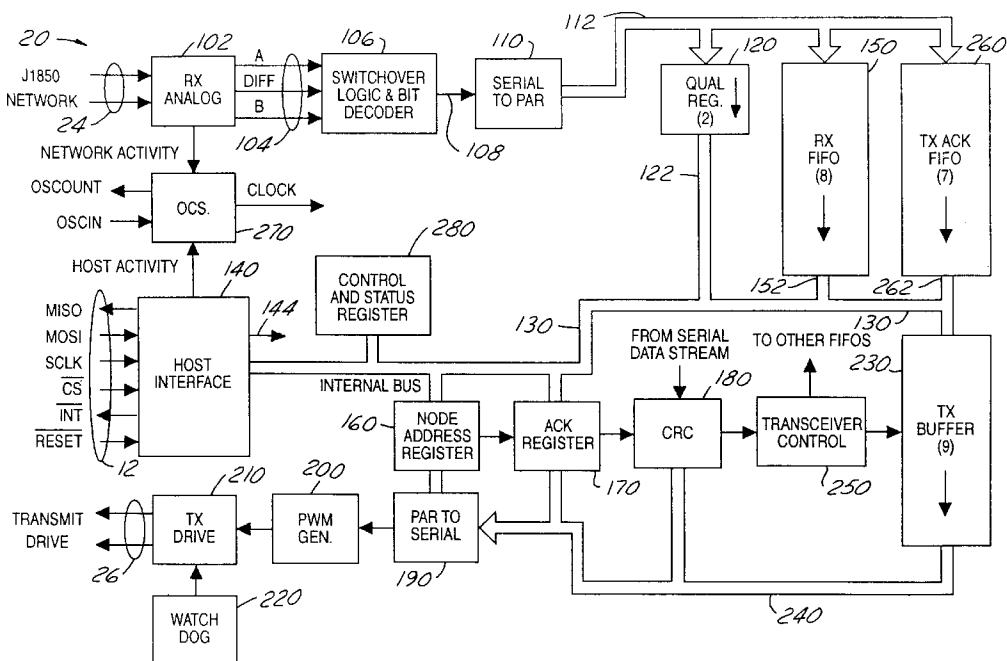 20
J1850
NETWORK
24
102
RX
ANALOG
A
DIFF
B
104
106
SWITCHOVER
LOGIC & BIT
DECODER
108
110
SERIAL
TO PAR
112
120
QUAL
REG.
(2)
122
150
RX
FIFO
(8)
152
260
TX ACK
FIFO
(7)
262
NETWORK ACTIVITY
OSCOUNT
OSCIN
OCS.
CLOCK
270
HOST ACTIVITY
140
144
280
CONTROL
AND STATUS
REGISTER
130
130
MISO
MOSI
SCLK
CS
INT
RESET
12
HOST
INTERFACE
INTERNAL BUS
FROM SERIAL
DATA STREAM
TO OTHER FIFOS
160
NODE
ADDRESS
REGISTER
ACK
REGISTER
170
180
CRC
TRANSCEIVER
CONTROL
250
230
TX
BUFFER
(9)
TRANSMIT
DRIVE
26
210
TX
DRIVE
200
PWM
GEN.
PAR TO
SERIAL
190
240
220
WATCH
DOG